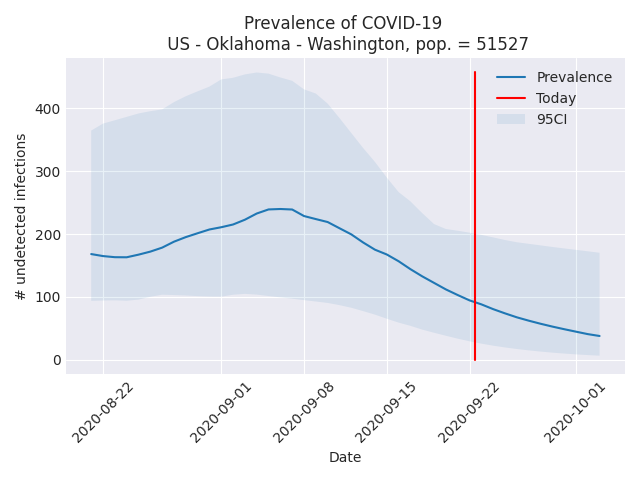 Prevalence of COVID-19
US - Oklahoma - Washington, pop. = 51527
Prevalence
Today
95CI
# undetected infections
400
300
200
100
0
2020-08-22
2020-09-01
2020-09-08
2020-09-15
2020-09-22
2020-10-01
Date